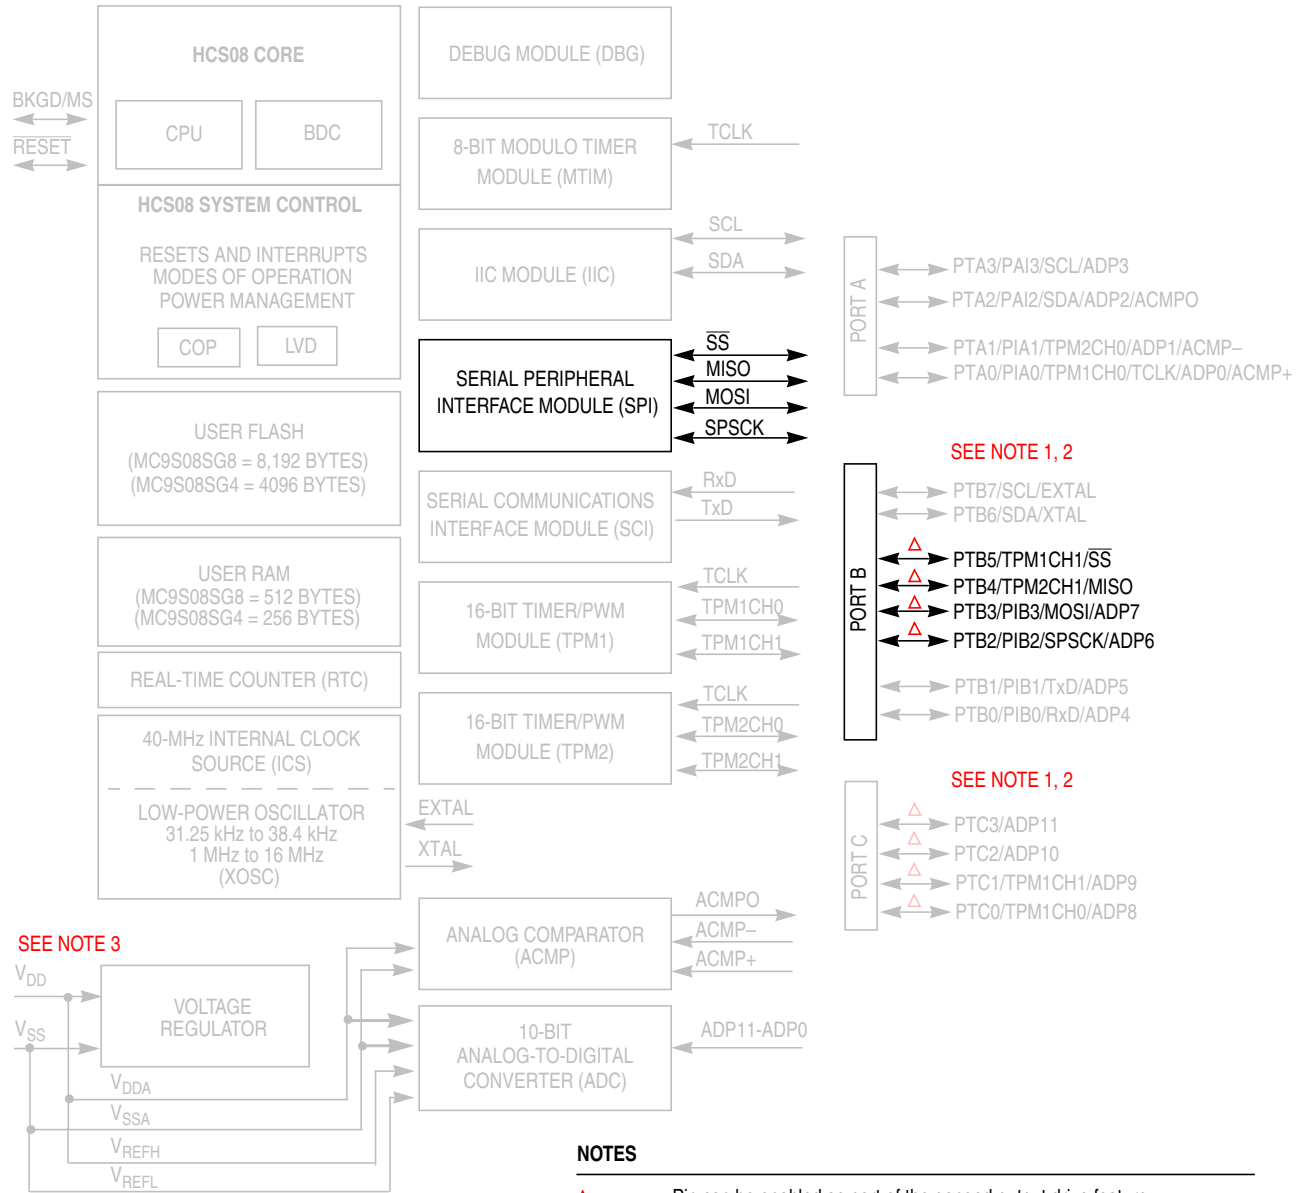 HCS08 CORE
CPU
BDC
BKGD/MS
RESET
HCS08 SYSTEM CONTROL
RESETS AND INTERRUPTS
MODES OF OPERATION
POWER MANAGEMENT
COP
LVD
USER FLASH
(MC9S08SG8 = 8,192 BYTES)
(MC9S08SG4 = 4096 BYTES)
USER RAM
(MC9S08SG8 = 512 BYTES)
(MC9S08SG4 = 256 BYTES)
REAL-TIME COUNTER (RTC)
40-MHz INTERNAL CLOCK
SOURCE (ICS)
LOW-POWER OSCILLATOR
31.25 kHz to 38.4 kHz
1 MHz to 16 MHz
(XOSC)
EXTAL
XTAL
SEE NOTE 3
VDD
VSS
VOLTAGE
REGULATOR
VDDA
VSSA
VREFH
VREFL
DEBUG MODULE (DBG)
8-BIT MODULO TIMER
MODULE (MTIM)
TCLK
IIC MODULE (IIC)
SCL
SDA
SERIAL PERIPHERAL
INTERFACE MODULE (SPI)
SS
MISO
MOSI
SPSCK
SERIAL COMMUNICATIONS
INTERFACE MODULE (SCI)
RxD
TxD
16-BIT TIMER/PWM
MODULE (TPM1)
TCLK
TPM1CH0
TPM1CH1
16-BIT TIMER/PWM
MODULE (TPM2)
TCLK
TPM2CH0
TPM2CH1
ANALOG COMPARATOR
(ACMP)
ACMPO
ACMP–
ACMP+
10-BIT
ANALOG-TO-DIGITAL
CONVERTER (ADC)
ADP11-ADP0
PORT A
PTA3/PAI3/SCL/ADP3
PTA2/PAI2/SDA/ADP2/ACMPO
PTA1/PIA1/TPM2CH0/ADP1/ACMP–
PTA0/PIA0/TPM1CH0/TCLK/ADP0/ACMP+
SEE NOTE 1, 2
PORT B
PTB7/SCL/EXTAL
PTB6/SDA/XTAL
PTB5/TPM1CH1/SS
PTB4/TPM2CH1/MISO
PTB3/PIB3/MOSI/ADP7
PTB2/PIB2/SPSCK/ADP6
PTB1/PIB1/TxD/ADP5
PTB0/PIB0/RxD/ADP4
SEE NOTE 1, 2
PORT C
PTC3/ADP11
PTC2/ADP10
PTC1/TPM1CH1/ADP9
PTC0/TPM1CH0/ADP8
NOTES